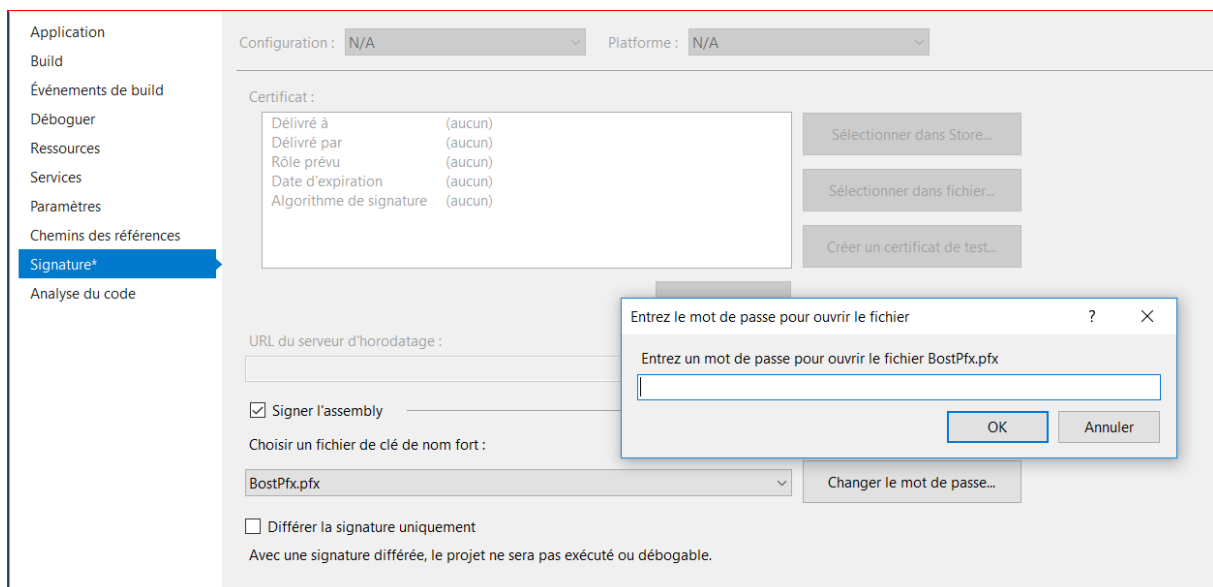 Application
Build
Événements de build
Déboguer
Ressources
Services
Paramètres
Chemins des références
Signature*
Analyse du code
Configuration : N/A Platforme : N/A
Certificat :
Délivré à (aucun)
Délivré par (aucun)
Rôle prévu (aucun)
Date d'expiration (aucun)
Algorithme de signature (aucun)
Sélectionner dans Store...
Sélectionner dans fichier...
Créer un certificat de test...
URL du serveur d'horodatage :
Entrez le mot de passe pour ouvrir le fichier ?
Entrez un mot de passe pour ouvrir le fichier BostPfx.pfx
OK Annuler
Signer l'assembly
Choisir un fichier de clé de nom fort :
BostPfx.pfx Changer le mot de passe...
Différer la signature uniquement
Avec une signature différée, le projet ne sera pas exécuté ou débogable.